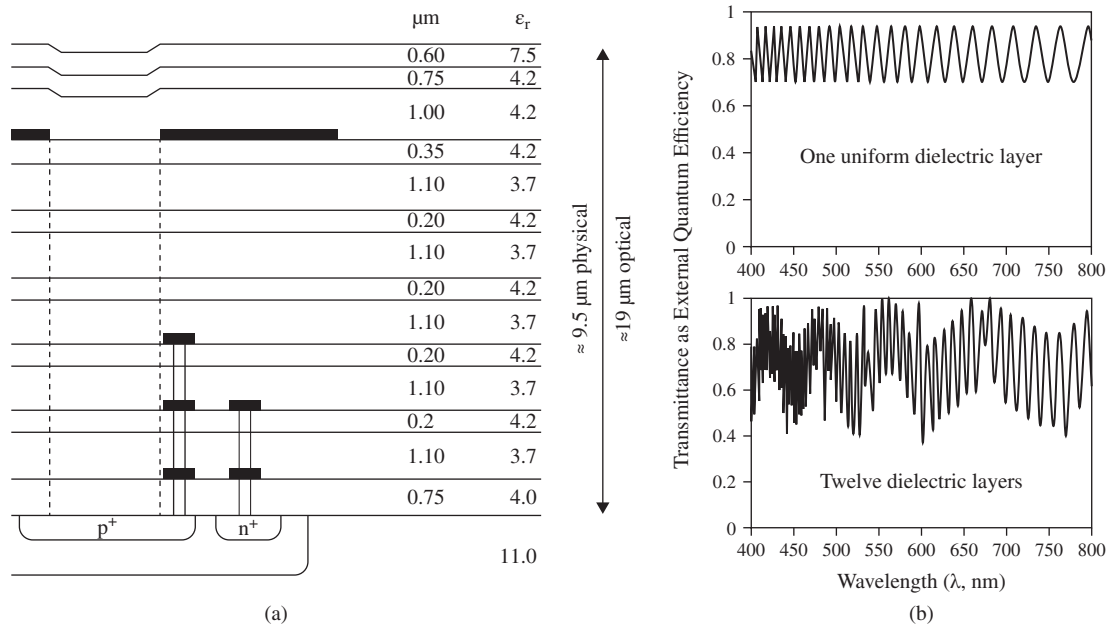 μm εr
0.60 7.5
0.75 4.2
1.00 4.2
0.35 4.2
1.10 3.7
0.20 4.2
1.10 3.7
0.20 4.2
1.10 3.7
0.20 4.2
1.10 3.7
0.2 4.2
1.10 3.7
0.75 4.0
p+ n+
11.0
(a)
≈ 9.5 μm physical
≈19 μm optical
Transmittance as External Quantum Efficiency
1
0.8
0.6
0.4
0.2
0
One uniform dielectric layer
400 450 500 550 600 650 700 750 800
1
0.8
0.6
0.4
0.2
0
Twelve dielectric layers
400 450 500 550 600 650 700 750 800
Wavelength (λ, nm)
(b)